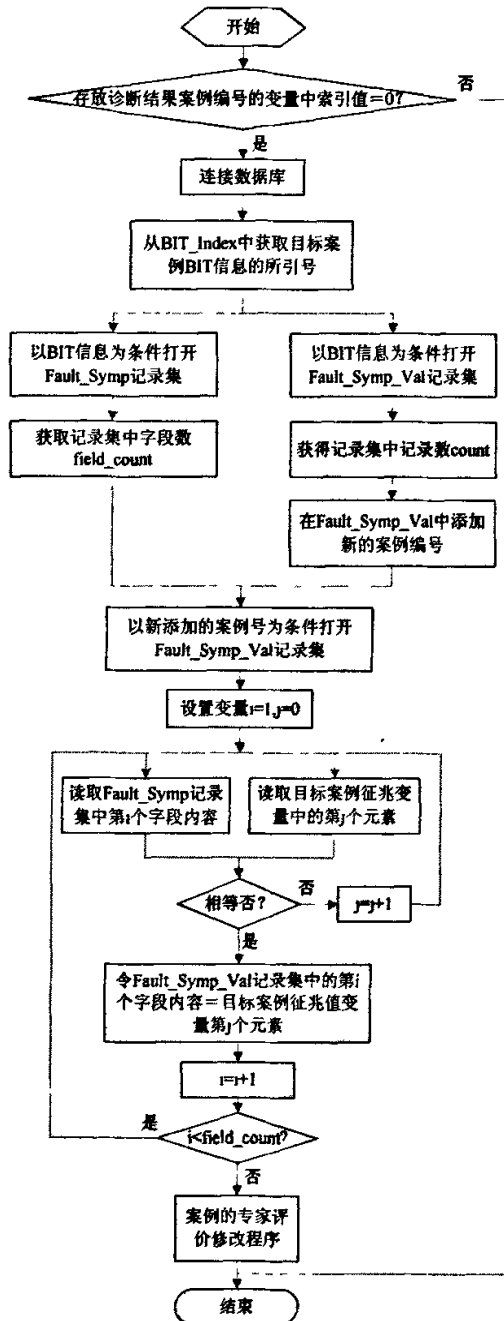 开始
存放诊断结果案例编号的变量中索引值=0?
否
是
连接数据库
从BIT_Index中获取目标案
例BIT信息的所引号
以BIT信息为条件打开
Fault_Symp记录集
以BIT信息为条件打开
Fault_Symp_Val记录集
获取记录集中字段数
field_count
获得记录集中记录数count
在Fault_Symp_Val中添加
新的案例编号
以新添加的案例号为条件打开
Fault_Symp_Val记录集
设置变量i=1,j=0
读取Fault_Symp记录
集中第i个字段内容
读取目标案例征兆变
量中的第j个元素
相等否?
否
j=j+1
是
令Fault_Symp_Val记录集中的第i
个字段内容=目标案例征兆值变
量第j个元素
i=i+1
是
i<field_count?
否
案例的专家评
价修改程序
结束